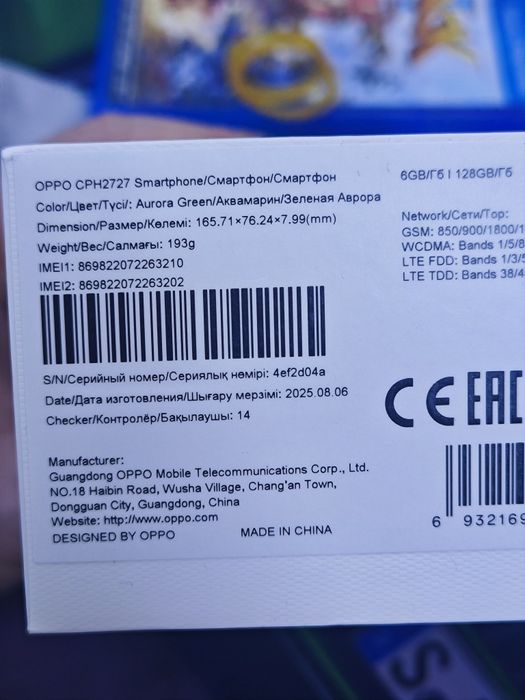 OPPO CPH2727 Smartphone/Смартфон/Смартфон
6GB/Гб | 128GB/Гб
Color/Цвет/Түсі/: Aurora Green/Аквамарин/Зеленая Аврора
Dimension/Размер/Көлемі: 165.71×76.24×7.99(mm)
Weight/Вес/Салмағы: 193g
IMEI1: 869822072263210
IMEI2: 869822072263202
Network/Сети/Тор:
GSM: 850/900/1800/1
WCDMA: Bands 1/5/8
LTE FDD: Bands 1/3/5
LTE TDD: Bands 38/4
S/N/Серийный номер/Сериялық нөмірі: 4ef2d04a
Date/Дата изготовления/Шығару мерзімі: 2025.08.06
Checker/Контролёр/Бақылаушы: 14
CE EAC
Manufacturer:
Guangdong OPPO Mobile Telecommunications Corp., Ltd.
NO.18 Haibin Road, Wusha Village, Chang'an Town,
Dongguan City, Guangdong, China
Website: http://www.oppo.com
DESIGNED BY OPPO
MADE IN CHINA
6 932169